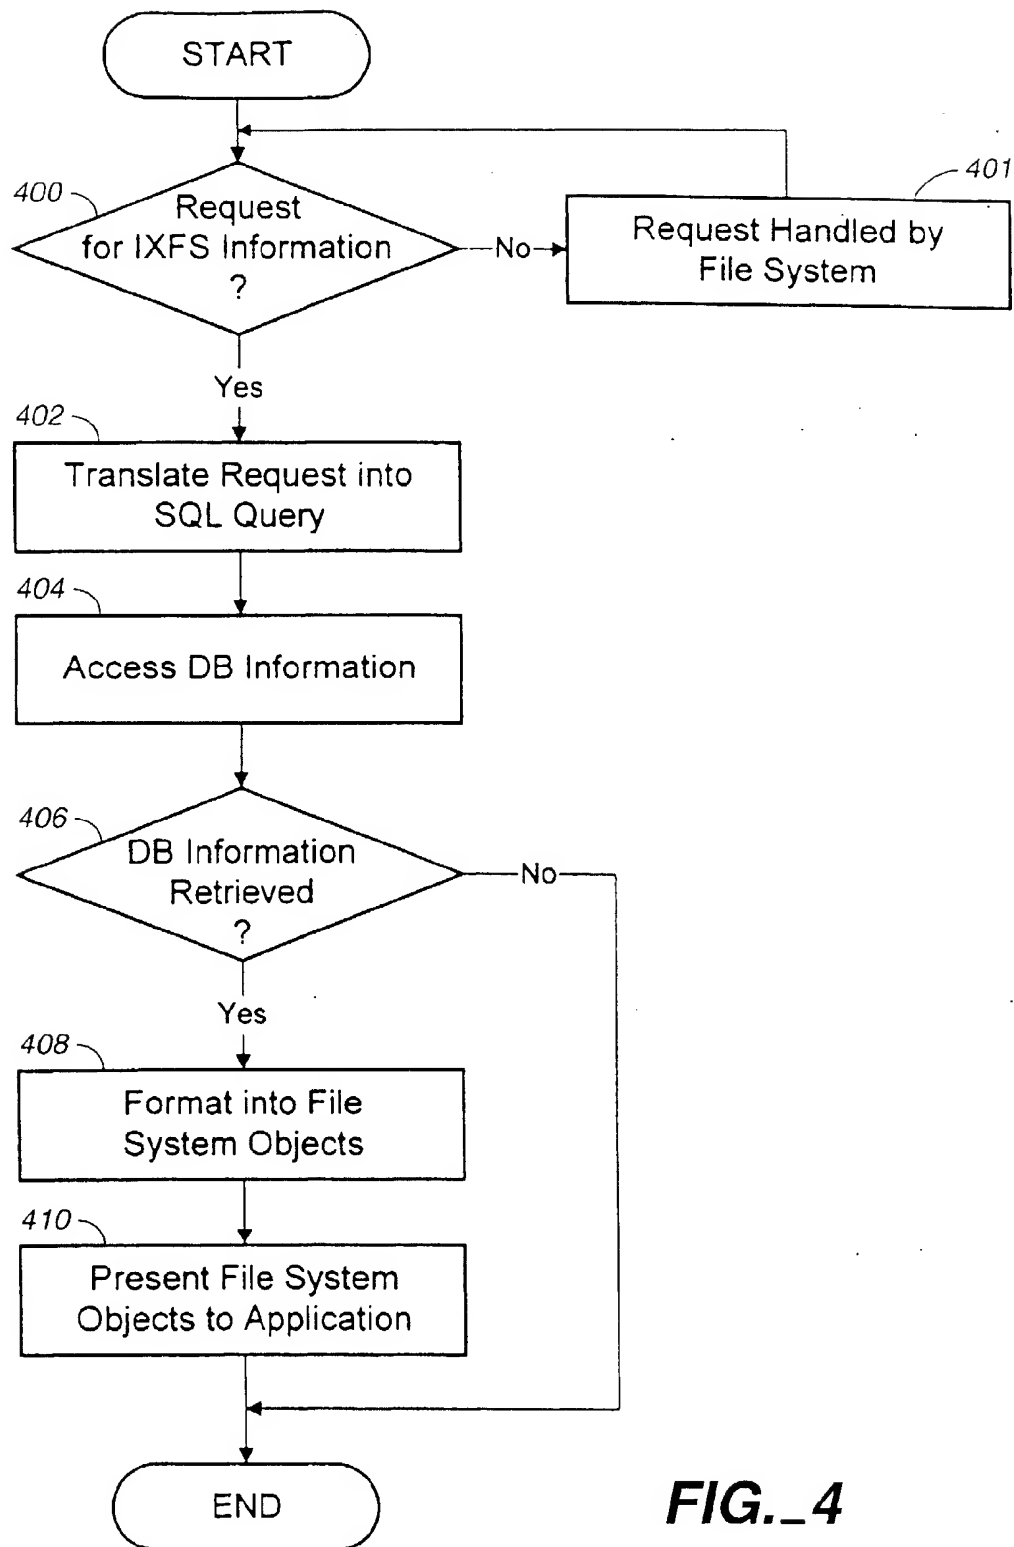 START
400
Request
for IXFS Information
?
No
401
Request Handled by
File System
Yes
402
Translate Request into
SQL Query
404
Access DB Information
406
DB Information
Retrieved
?
No
Yes
408
Format into File
System Objects
410
Present File System
Objects to Application
END
FIG._4